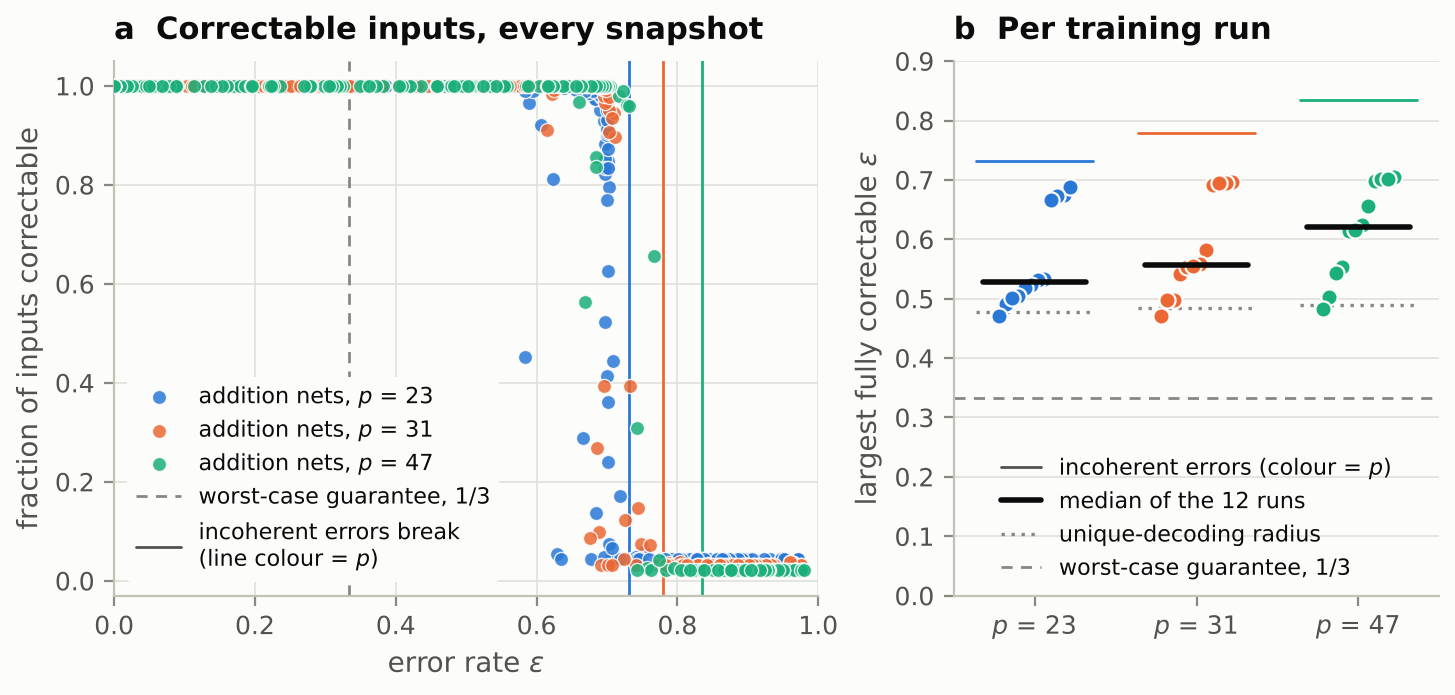 a Correctable inputs, every snapshot
fraction of inputs correctable
1.0
0.8
0.6
0.4
0.2
0.0
addition nets, p = 23
addition nets, p = 31
addition nets, p = 47
worst-case guarantee, 1/3
incoherent errors break
(line colour = p)
0.0 0.2 0.4 0.6 0.8 1.0
error rate ε
b Per training run
largest fully correctable ε
0.9
0.8
0.7
0.6
0.5
0.4
0.3
0.2
0.1
0.0
incoherent errors (colour = p)
median of the 12 runs
unique-decoding radius
worst-case guarantee, 1/3
p = 23 p = 31 p = 47